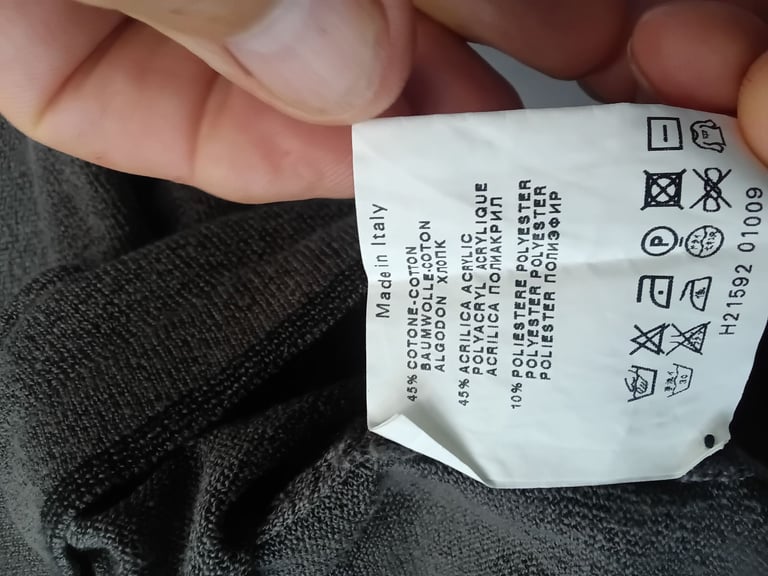 Made in Italy
45% COTONE-COTTON
BAUMWOLLE-COTON
ALGODON ХЛОПК
45% ACRILICA ACRYLIC
POLYACRYL ACRYLIQUE
ACRILICA ПОЛИАКРИЛ
10% POLIESTERE POLYESTER
POLYESTER POLYESTER
POLIESTER ПОЛИЭФИР
P
H21592 01009